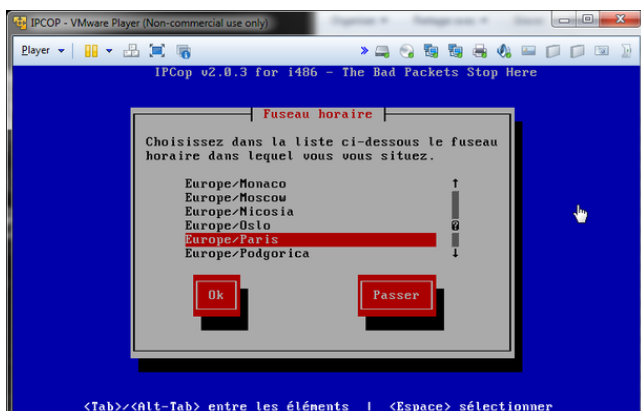 IPCOP - VMware Player (Non-commercial use only)
Player
IPCop v2.0.3 for i486 - The Bad Packets Stop Here
Fuseau horaire
Choisissez dans la liste ci-dessous le fuseau
horaire dans lequel vous vous situez.
Europe/Monaco
Europe/Moscow
Europe/Nicosia
Europe/Oslo
Europe/Paris
Europe/Podgorica
Ok Passer
<Tab>/<Alt-Tab> entre les éléments | <Espace> sélectionner